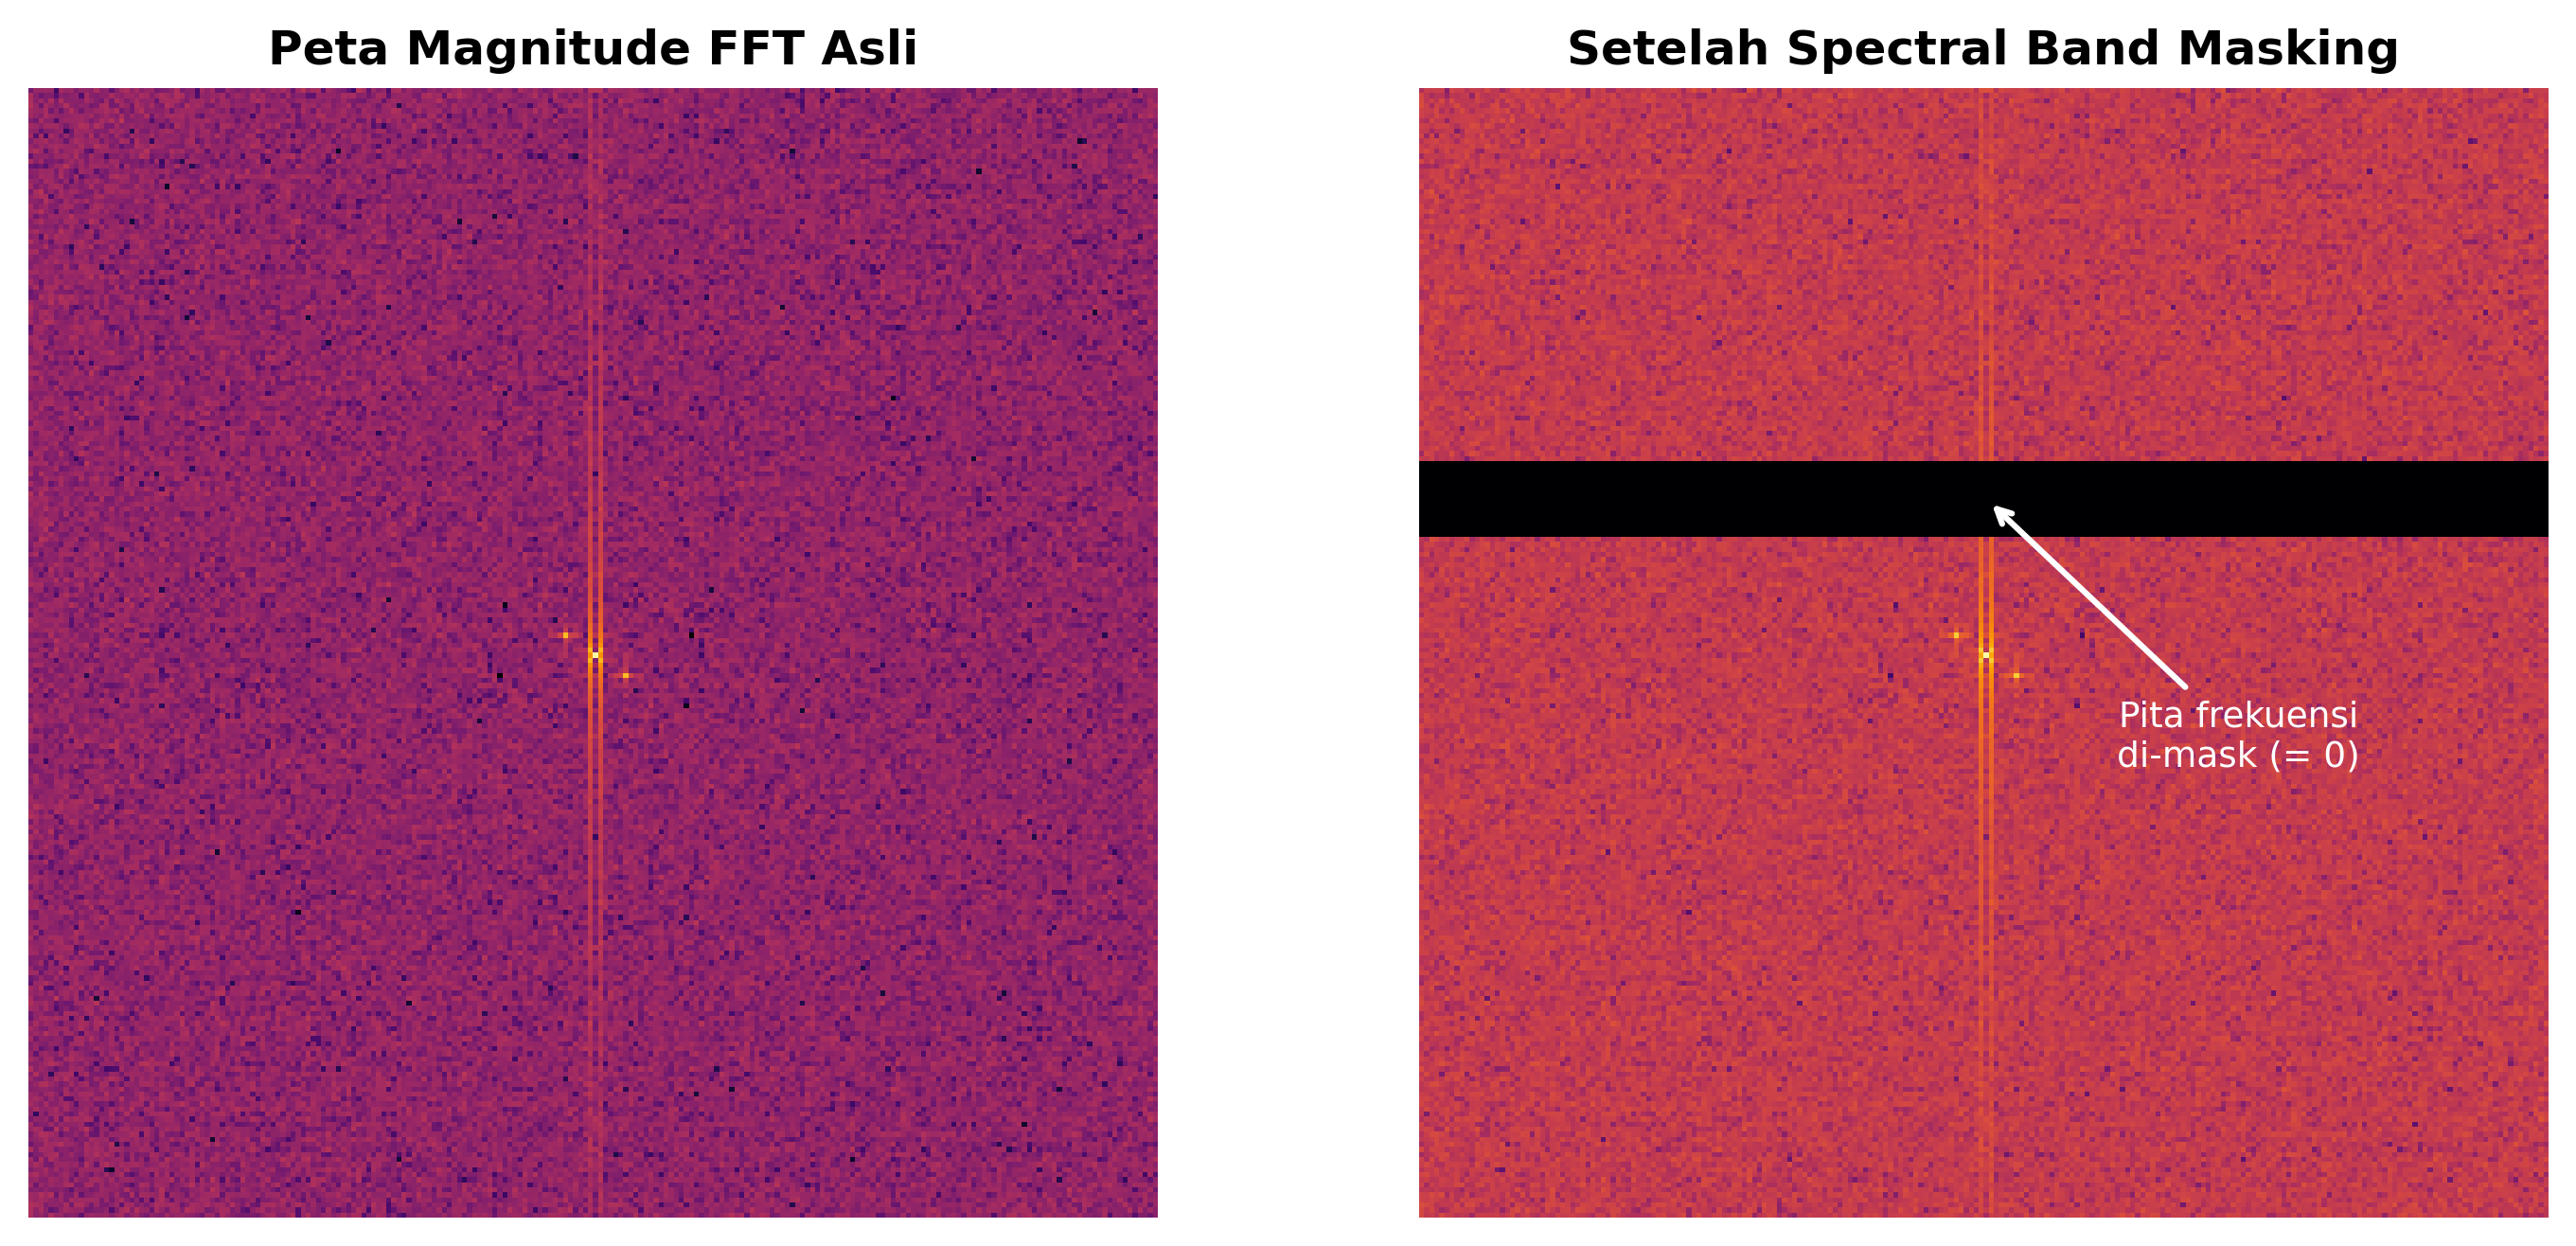 Peta Magnitude FFT Asli
Setelah Spectral Band Masking
Pita frekuensi
di-mask (= 0)